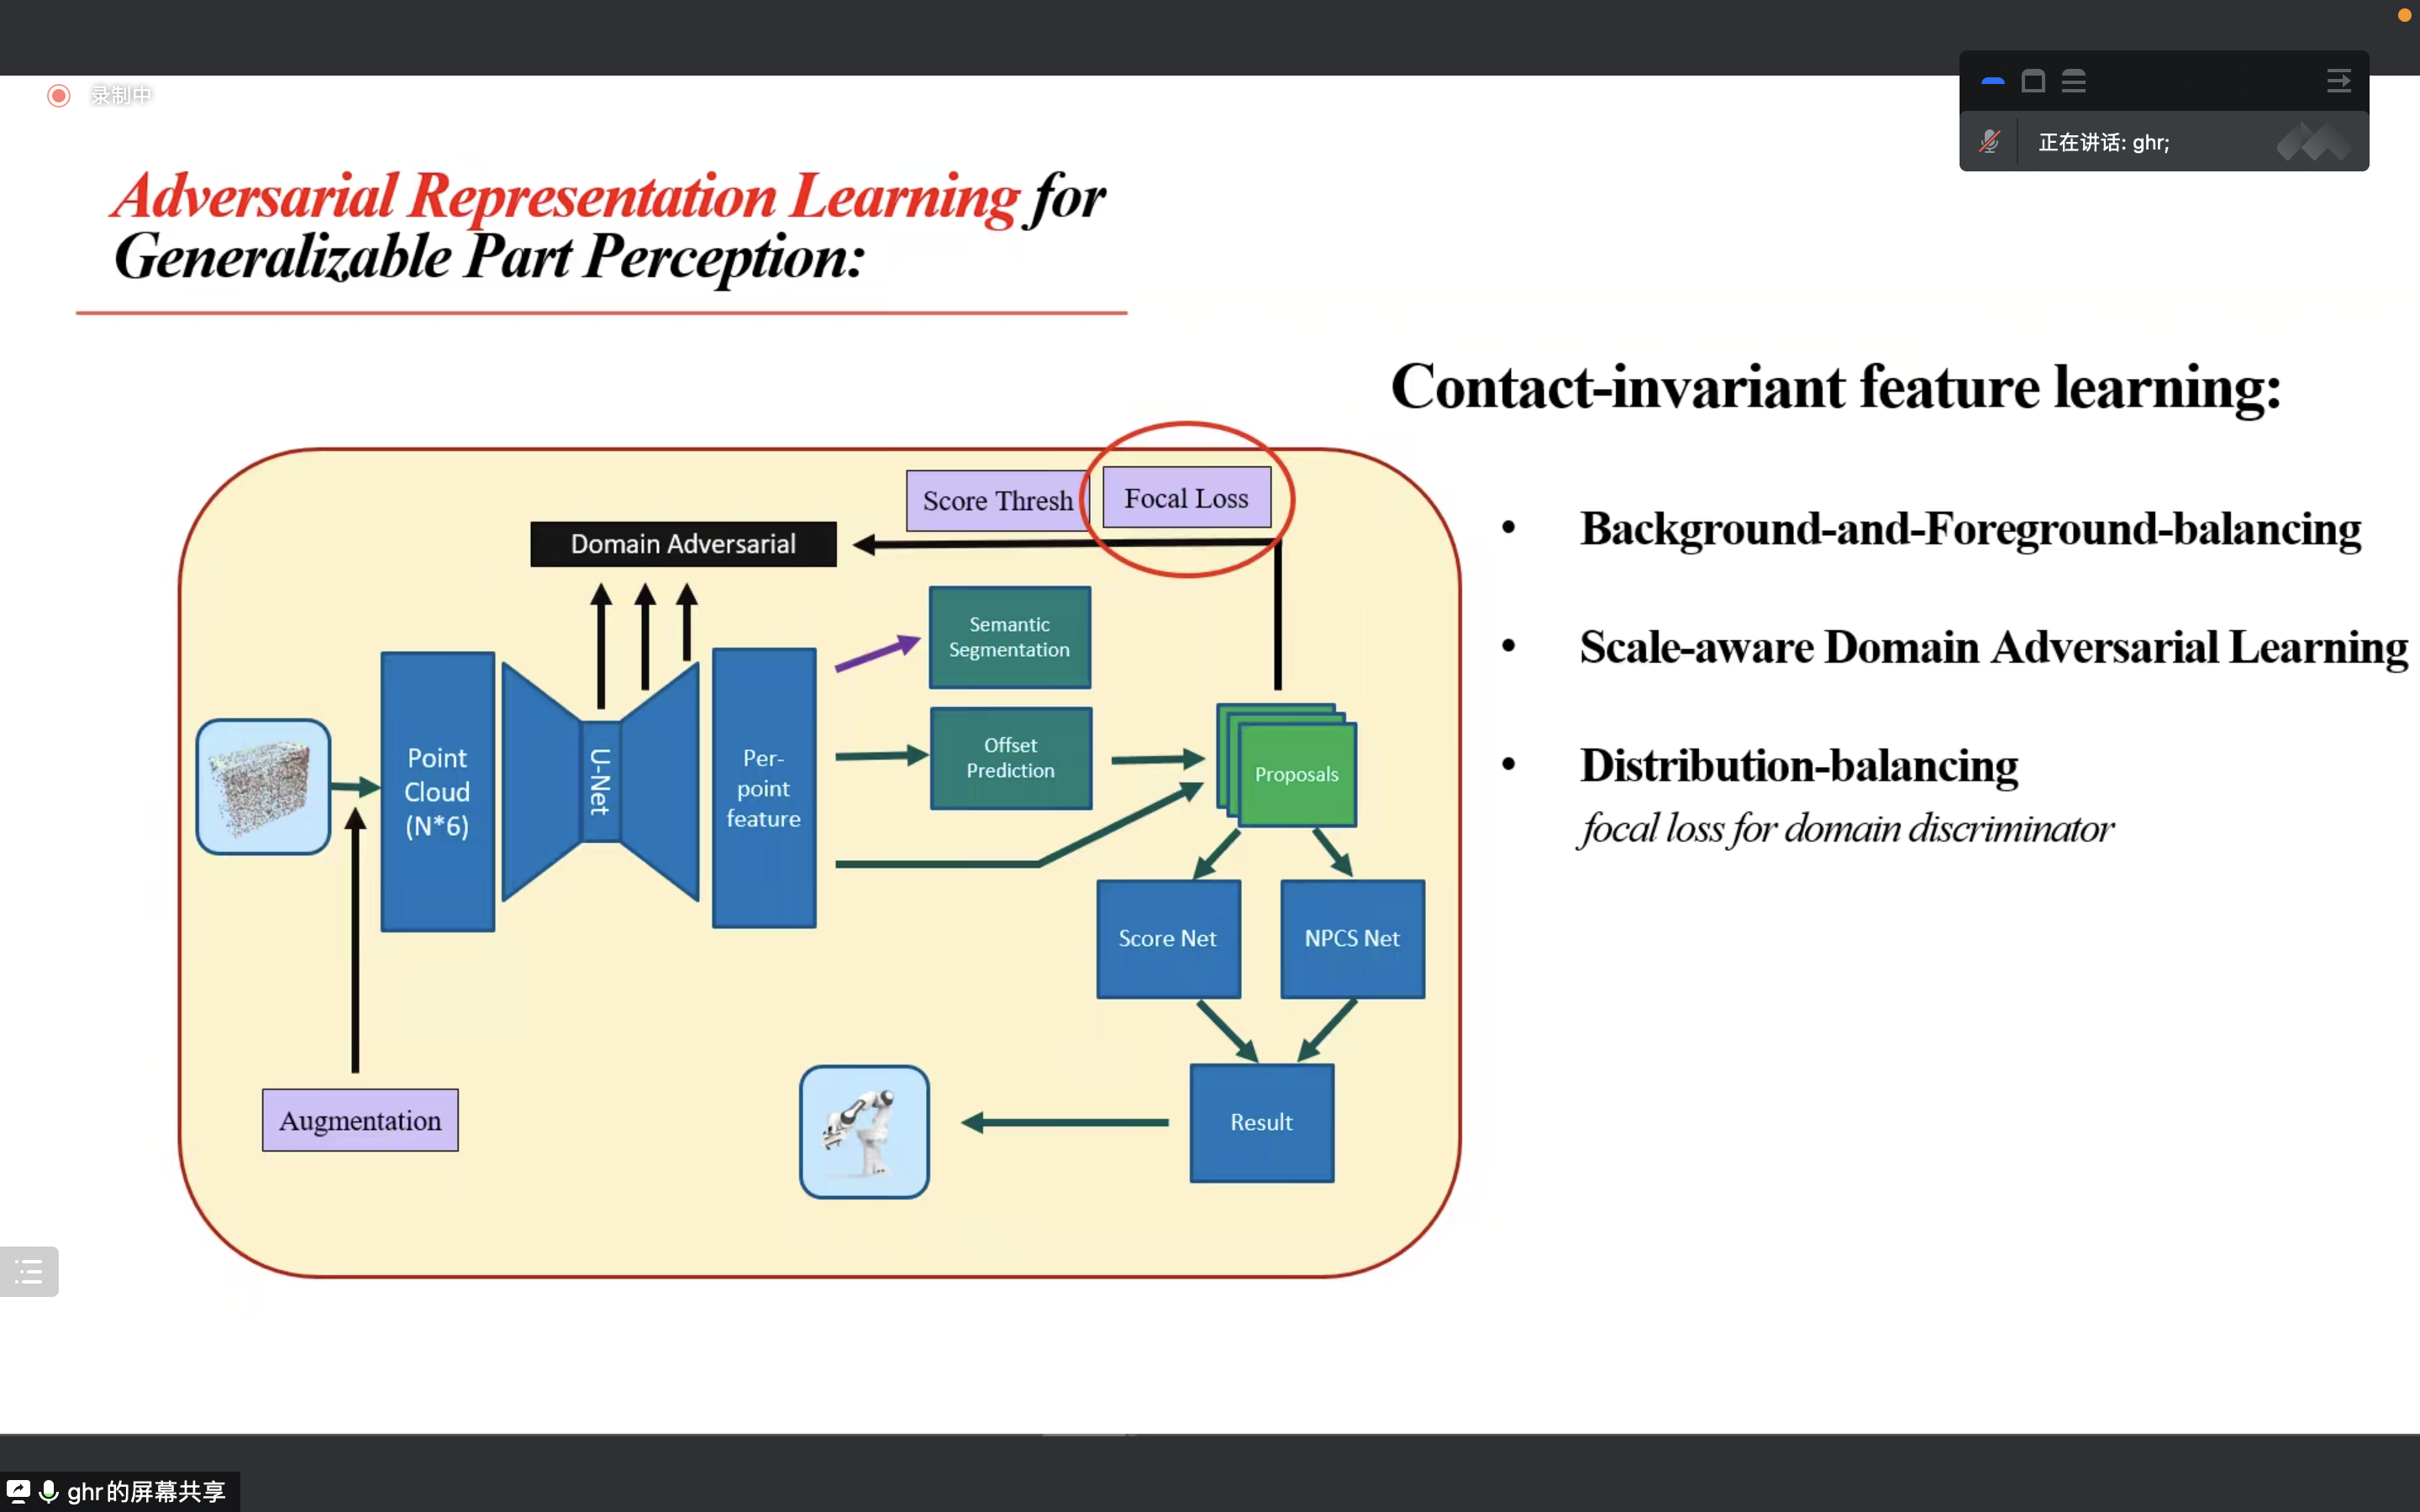 录制中
正在讲话: ghr;
Adversarial Representation Learning for
Generalizable Part Perception:
Contact-invariant feature learning:
Score Thresh
Focal Loss
Domain Adversarial
Semantic
Segmentation
Offset
Prediction
Point
Cloud
(N*6)
U-Net
Per-
point
feature
Proposals
Score Net
NPCS Net
Augmentation
Result
• Background-and-Foreground-balancing
• Scale-aware Domain Adversarial Learning
• Distribution-balancing
focal loss for domain discriminator
ghr的屏幕共享